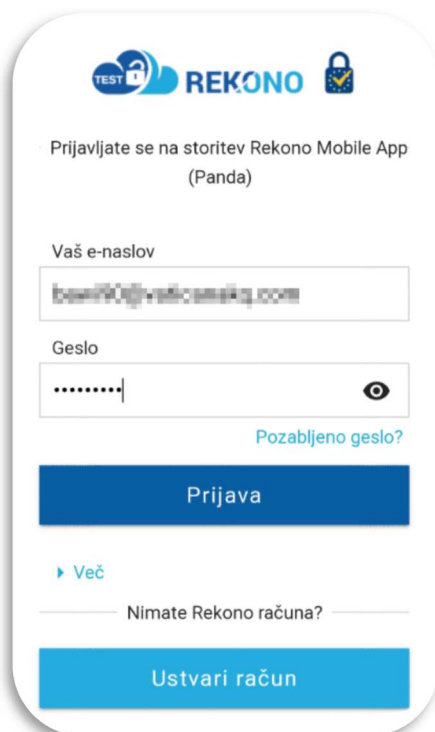 TEST REKONO
Prijavljate se na storitev Rekono Mobile App
(Panda)
Vaš e-naslov
Geslo
Pozabljeno geslo?
Prijava
Več
Nimate Rekono računa?
Ustvari račun